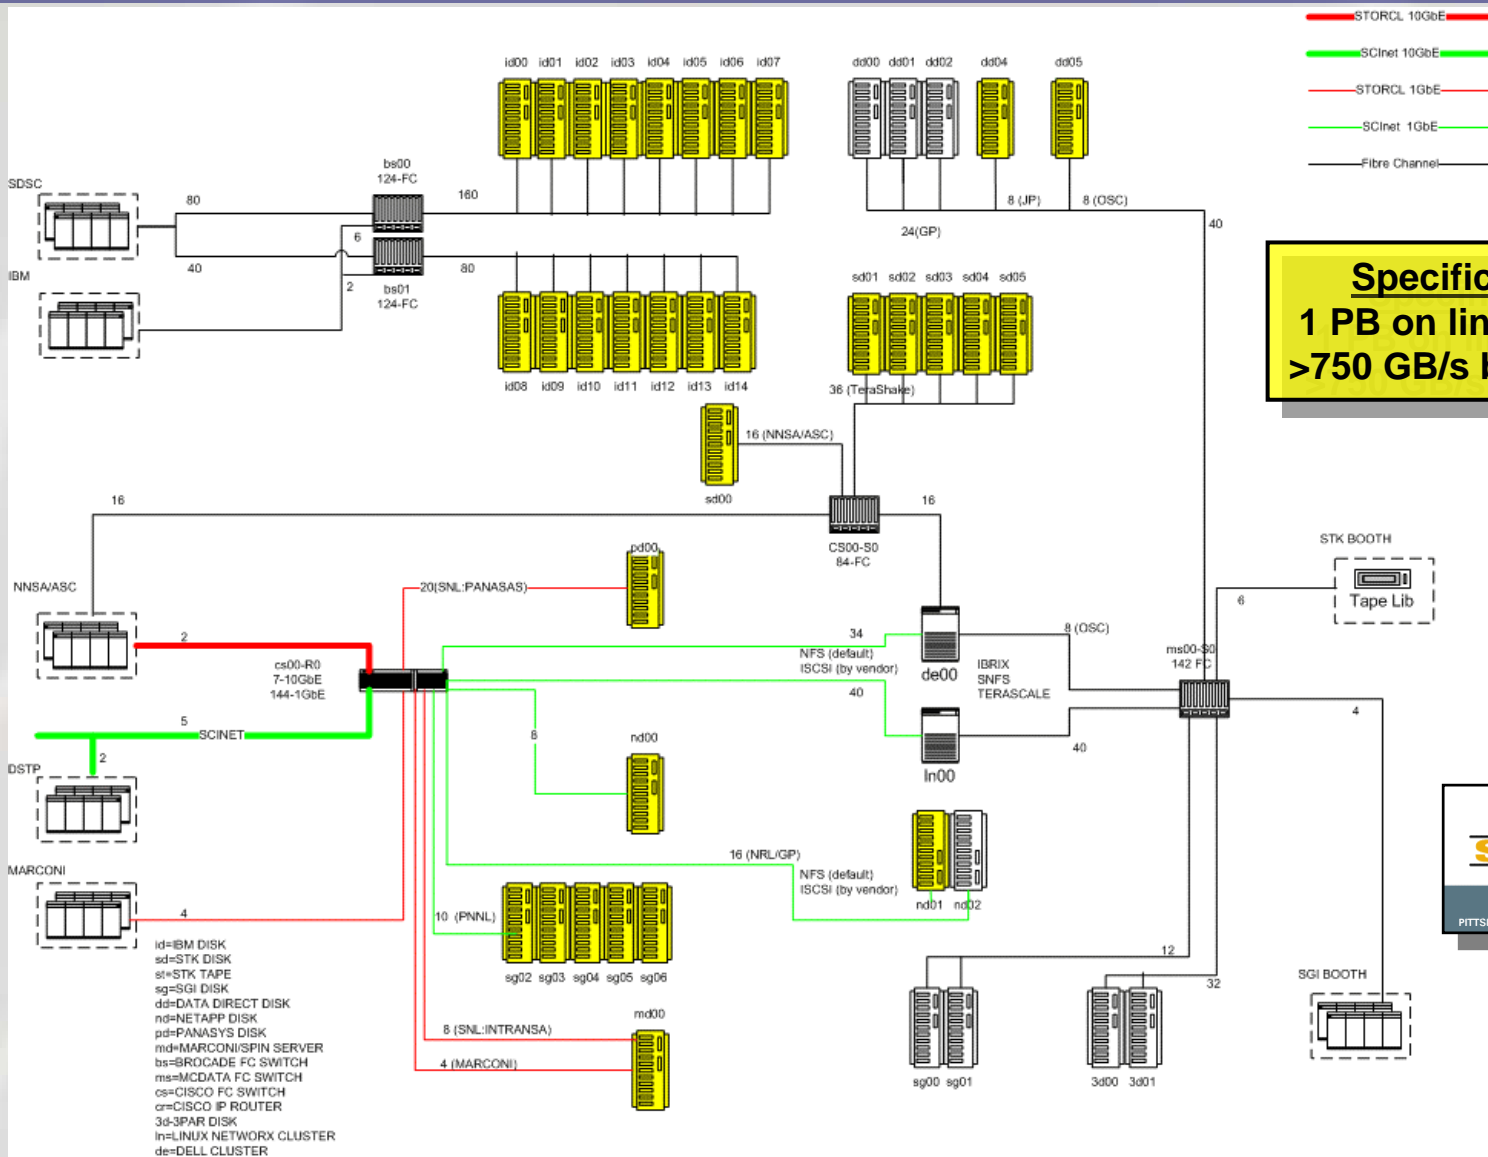 STORCL 10GbE
SCInet 10GbE
STORCL 1GbE
SCInet 1GbE
Fibre Channel
id00 id01 id02 id03 id04 id05 id06 id07
dd00 dd01 dd02 dd04 dd05
bs00
124-FC
SDSC
80
160
8 (JP)
8 (OSC)
40
24(GP)
6
IBM
40
80
2
bs01
124-FC
sd01 sd02 sd03 sd04 sd05
Specific
1 PB on lin
>750 GB/s
id08 id09 id10 id11 id12 id13 id14
36 (TeraShake)
16 (NNSA/ASC)
sd00
16
16
CS00-S0
84-FC
STK BOOTH
Tape Lib
6
NNSA/ASC
pd00
20(SNL:PANASAS)
2
cs00-R0
7-10GbE
144-1GbE
34
NFS (default)
ISCSI (by vendor)
40
de00
8 (OSC)
IBRIX
SNFS
TERASCALE
ms00-S0
142 FC
4
5
SCINET
2
8
nd00
40
ln00
DSTP
MARCONI
4
16 (NRL/GP)
NFS (default)
ISCSI (by vendor)
nd01 nd02
10 (PNNL)
sg02 sg03 sg04 sg05 sg06
PITTS
12
32
SGI BOOTH
id=IBM DISK
sd=STK DISK
st=STK TAPE
sg=SGI DISK
dd=DATA DIRECT DISK
nd=NETAPP DISK
pd=PANASYS DISK
md=MARCONI/SPIN SERVER
bs=BROCADE FC SWITCH
ms=MCDATA FC SWITCH
cs=CISCO FC SWITCH
cr=CISCO IP ROUTER
3d-3PAR DISK
ln=LINUX NETWORX CLUSTER
de=DELL CLUSTER
md00
8 (SNL:INTRANSA)
4 (MARCONI)
sg00 sg01
3d00 3d01